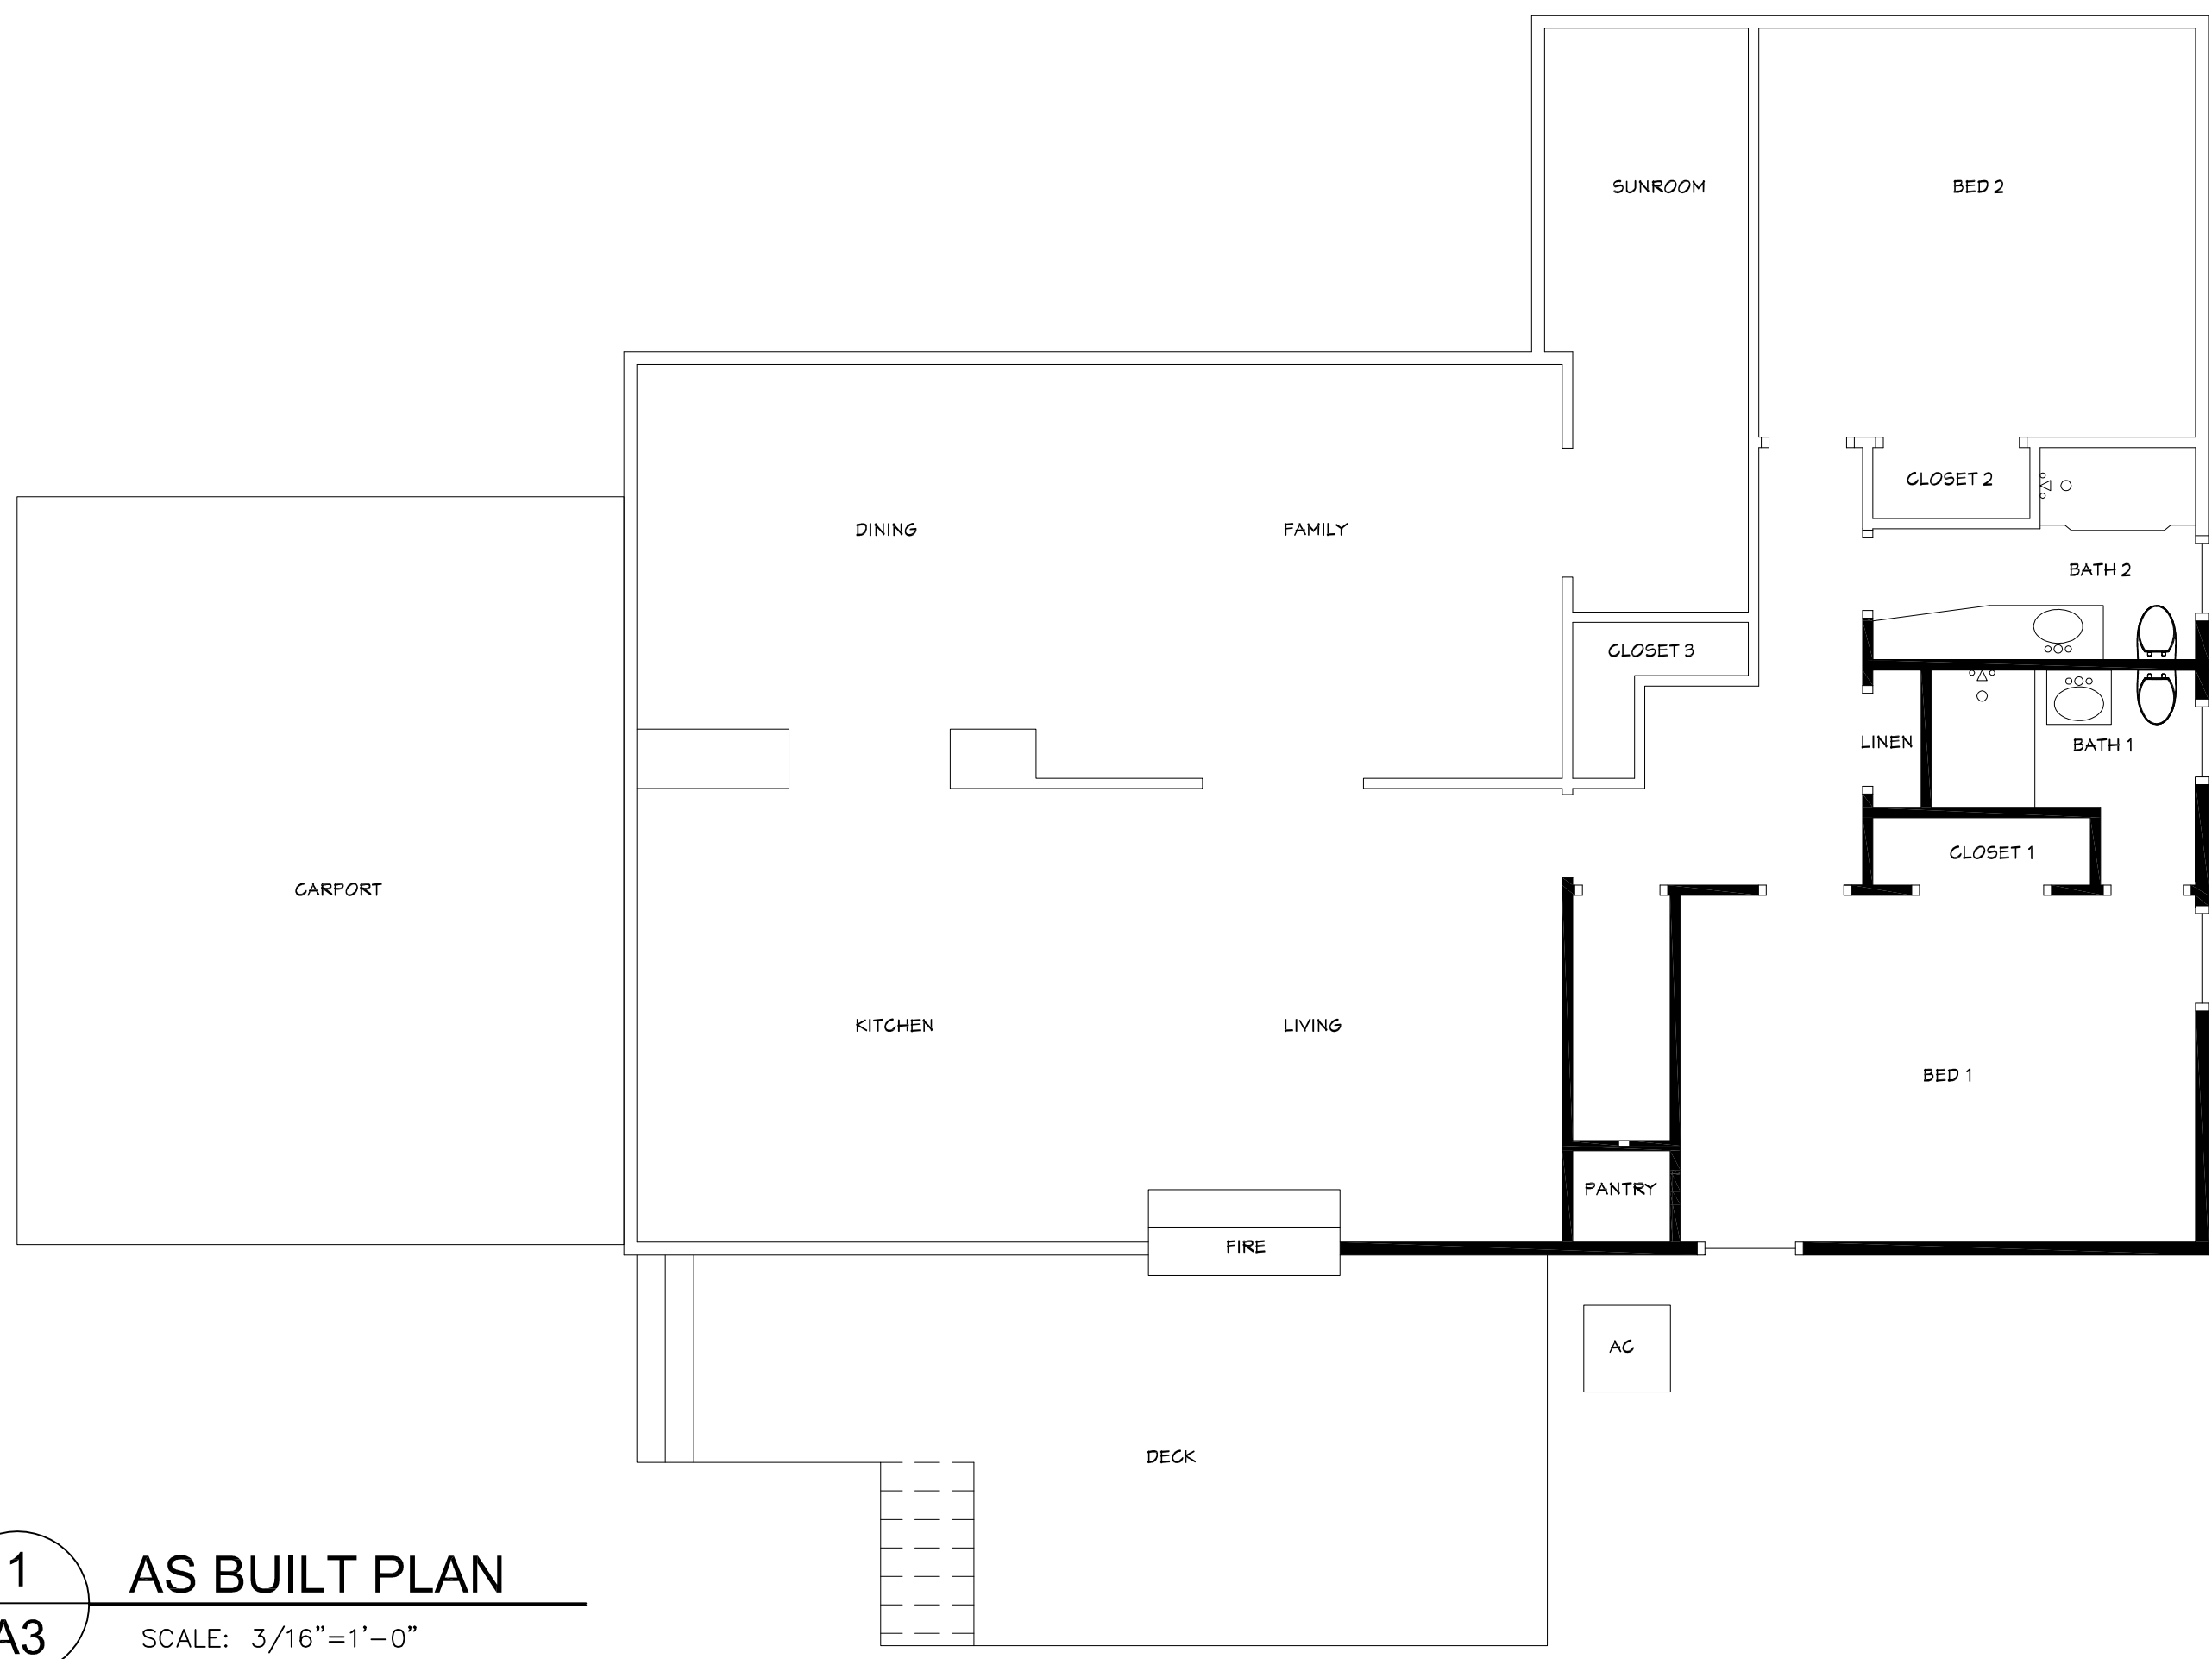 SUNROOM
BED 2
CLOSET 2
DINING
FAMILY
BATH 2
CLOSET 3
LINEN
BATH 1
CLOSET 1
CARPORT
KITCHEN
LIVING
BED 1
PANTRY
FIRE
AC
DECK
1
AS BUILT PLAN
A3
SCALE: 3/16"=1'-0"